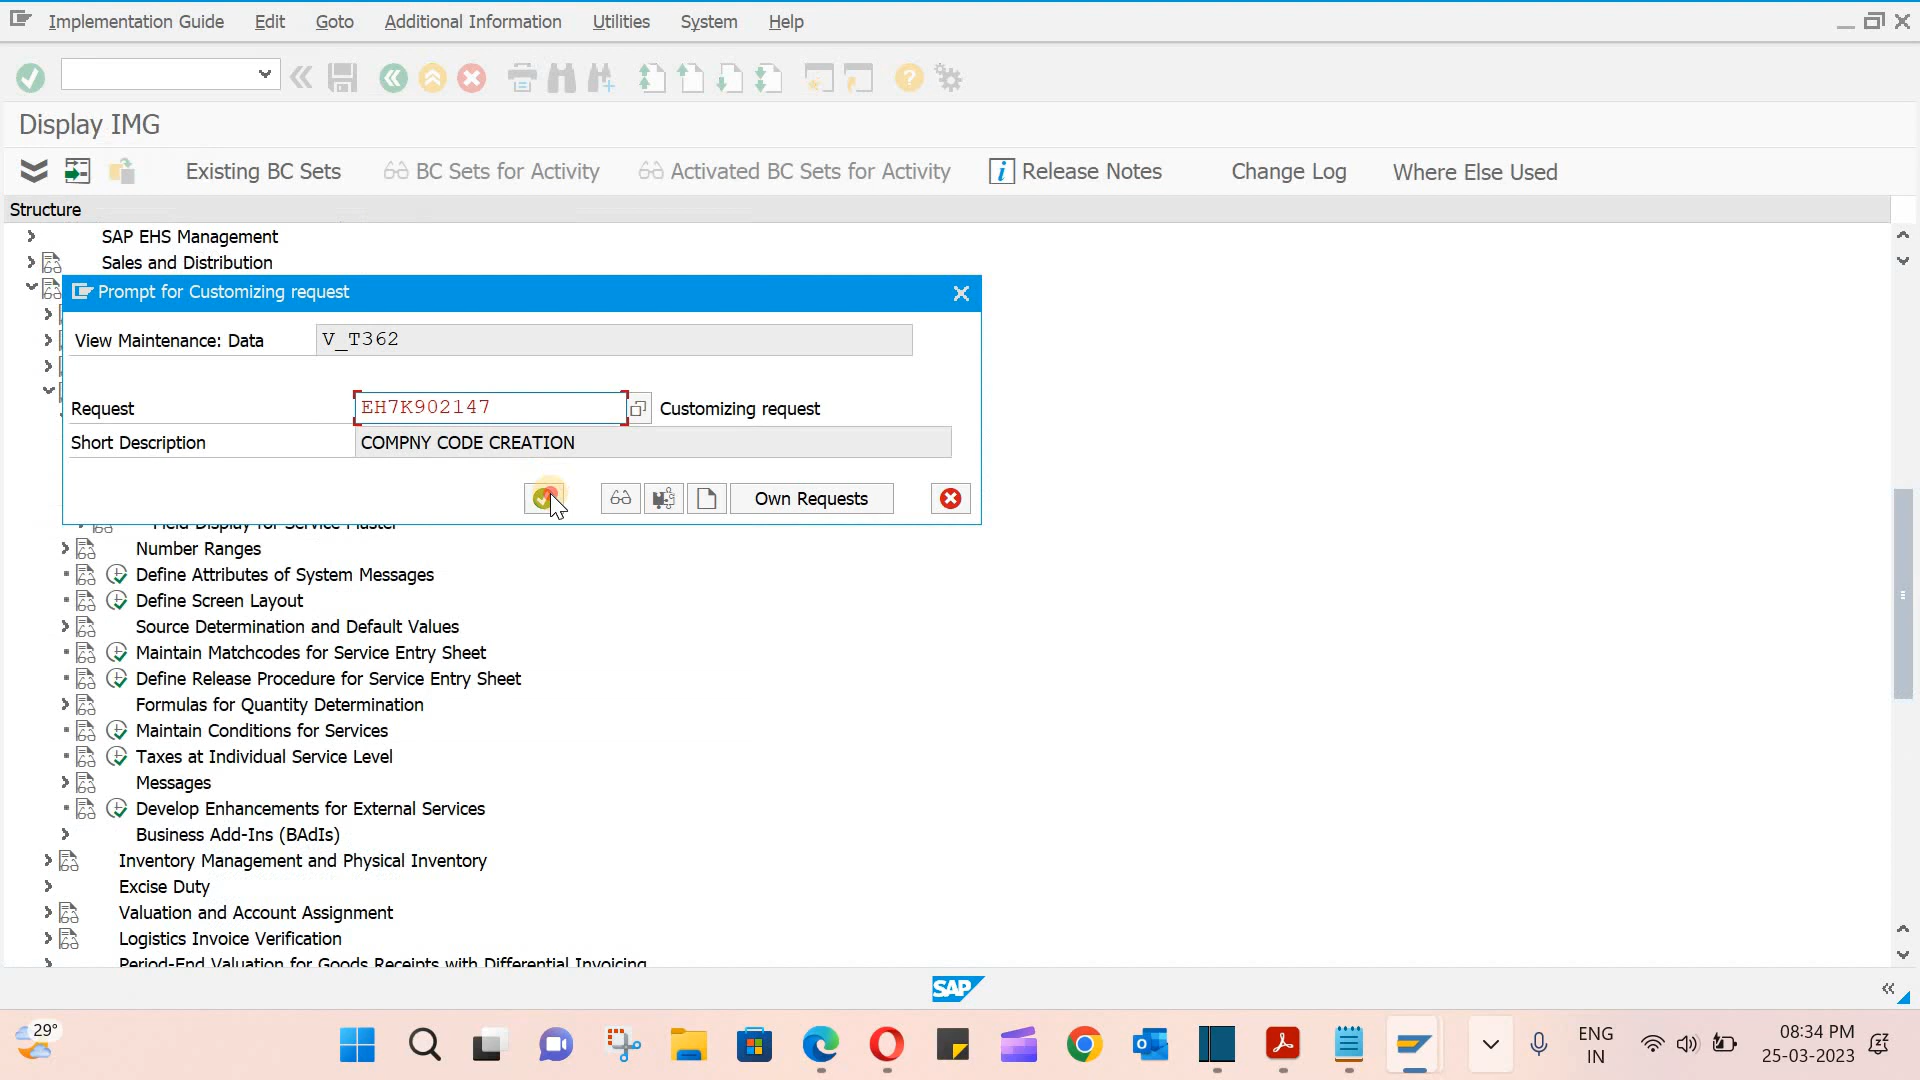 Implementation Guide Edit Goto Additional Information Utilities System Help
Display IMG
Existing BC Sets BC Sets for Activity Activated BC Sets for Activity Release Notes Change Log Where Else Used
Structure
SAP EHS Management
Sales and Distribution
Prompt for Customizing request
View Maintenance: Data V_T362
Request EH7K902147 Customizing request
Short Description COMPNY CODE CREATION
Own Requests
Field Display for Service Master
Number Ranges
Define Attributes of System Messages
Define Screen Layout
Source Determination and Default Values
Maintain Matchcodes for Service Entry Sheet
Define Release Procedure for Service Entry Sheet
Formulas for Quantity Determination
Maintain Conditions for Services
Taxes at Individual Service Level
Messages
Develop Enhancements for External Services
Business Add-Ins (BAdIs)
Inventory Management and Physical Inventory
Excise Duty
Valuation and Account Assignment
Logistics Invoice Verification
Period-End Valuation for Goods Receipts with Differential Invoicing
SAP
29°
ENG
IN
08:34 PM
25-03-2023